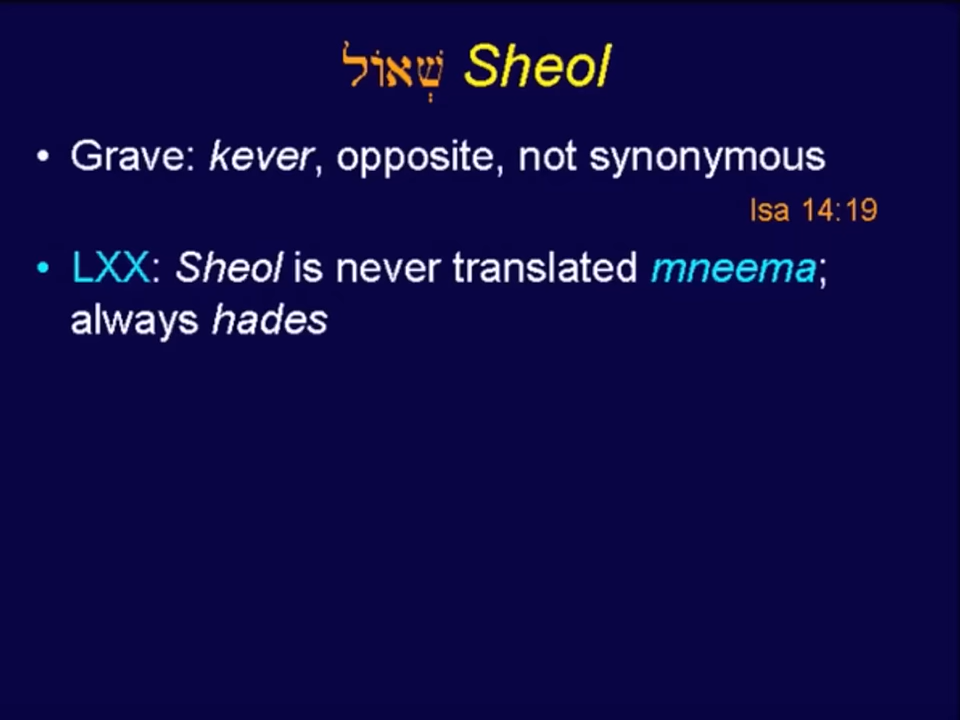 שְׁאוֹל Sheol
• Grave: kever, opposite, not synonymous
Isa 14:19
• LXX: Sheol is never translated mneema;
always hades